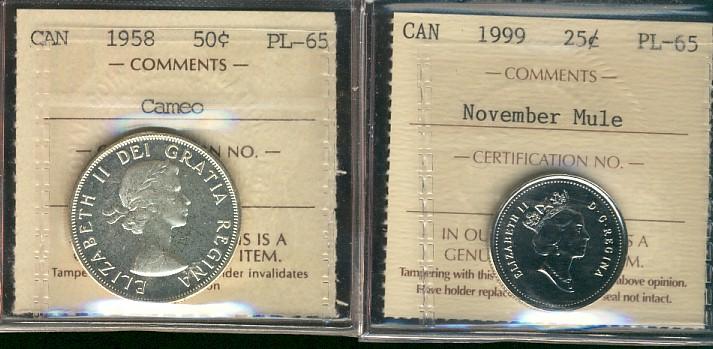 CAN 1958 50¢ PL-65
— COMMENTS —
Cameo
NO. —
IS IS A
ITEM.
Tampe der invalidates
on
ELIZABETH II DEI GRATIA REGINA
CAN 1999 25¢ PL-65
— COMMENTS —
November Mule
— CERTIFICATION NO. —
IN OU S A
GENU M.
Tampering with this above opinion.
Have holder replac seal not intact.
ELIZABETH II D·G·REGINA